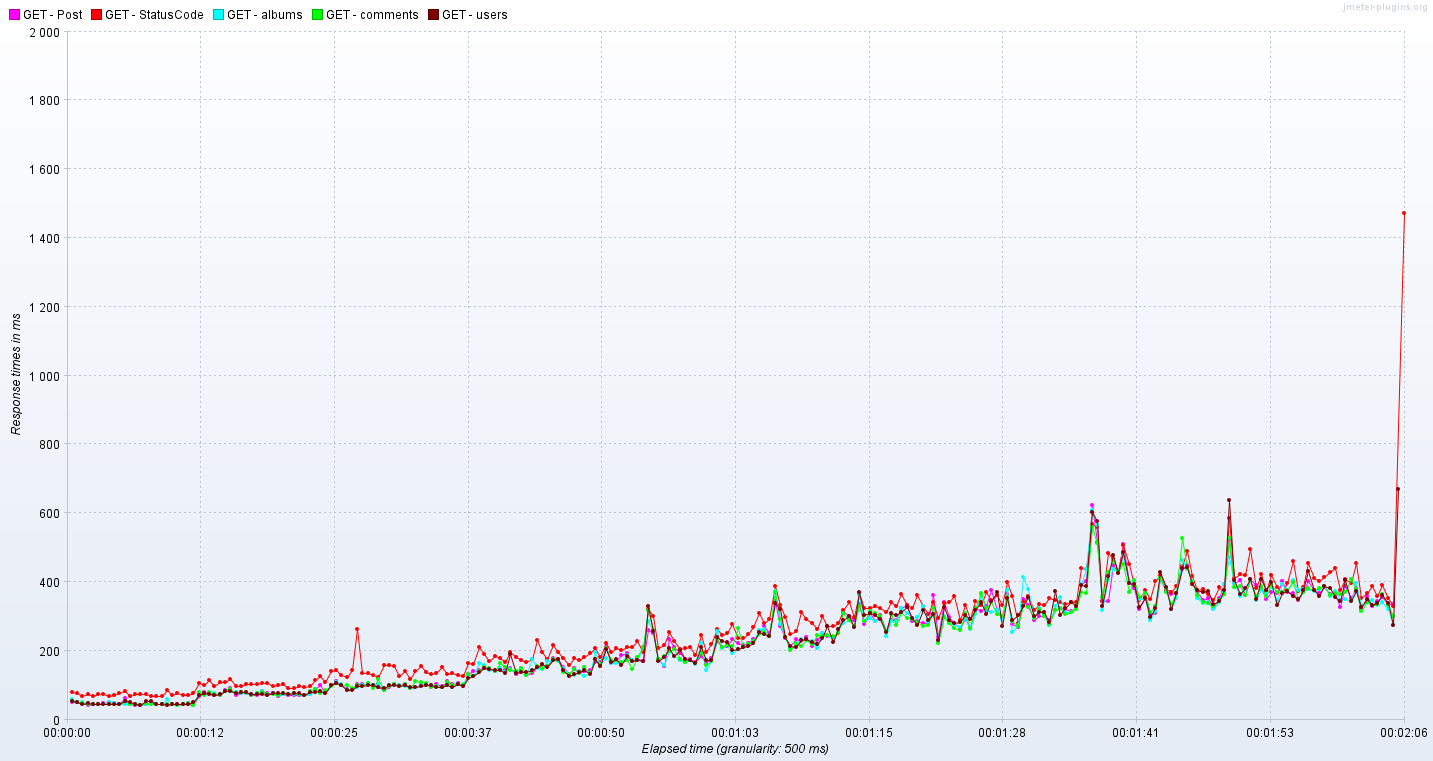 GET - Post GET - StatusCode GET - albums GET - comments GET - users
jmeter-plugins.org
2 000
1 800
1 600
1 400
1 200
1 000
800
600
400
200
0
Response times in ms
00:00:00 00:00:12 00:00:25 00:00:37 00:00:50 00:01:03 00:01:15 00:01:28 00:01:41 00:01:53 00:02:06
Elapsed time (granularity: 500 ms)